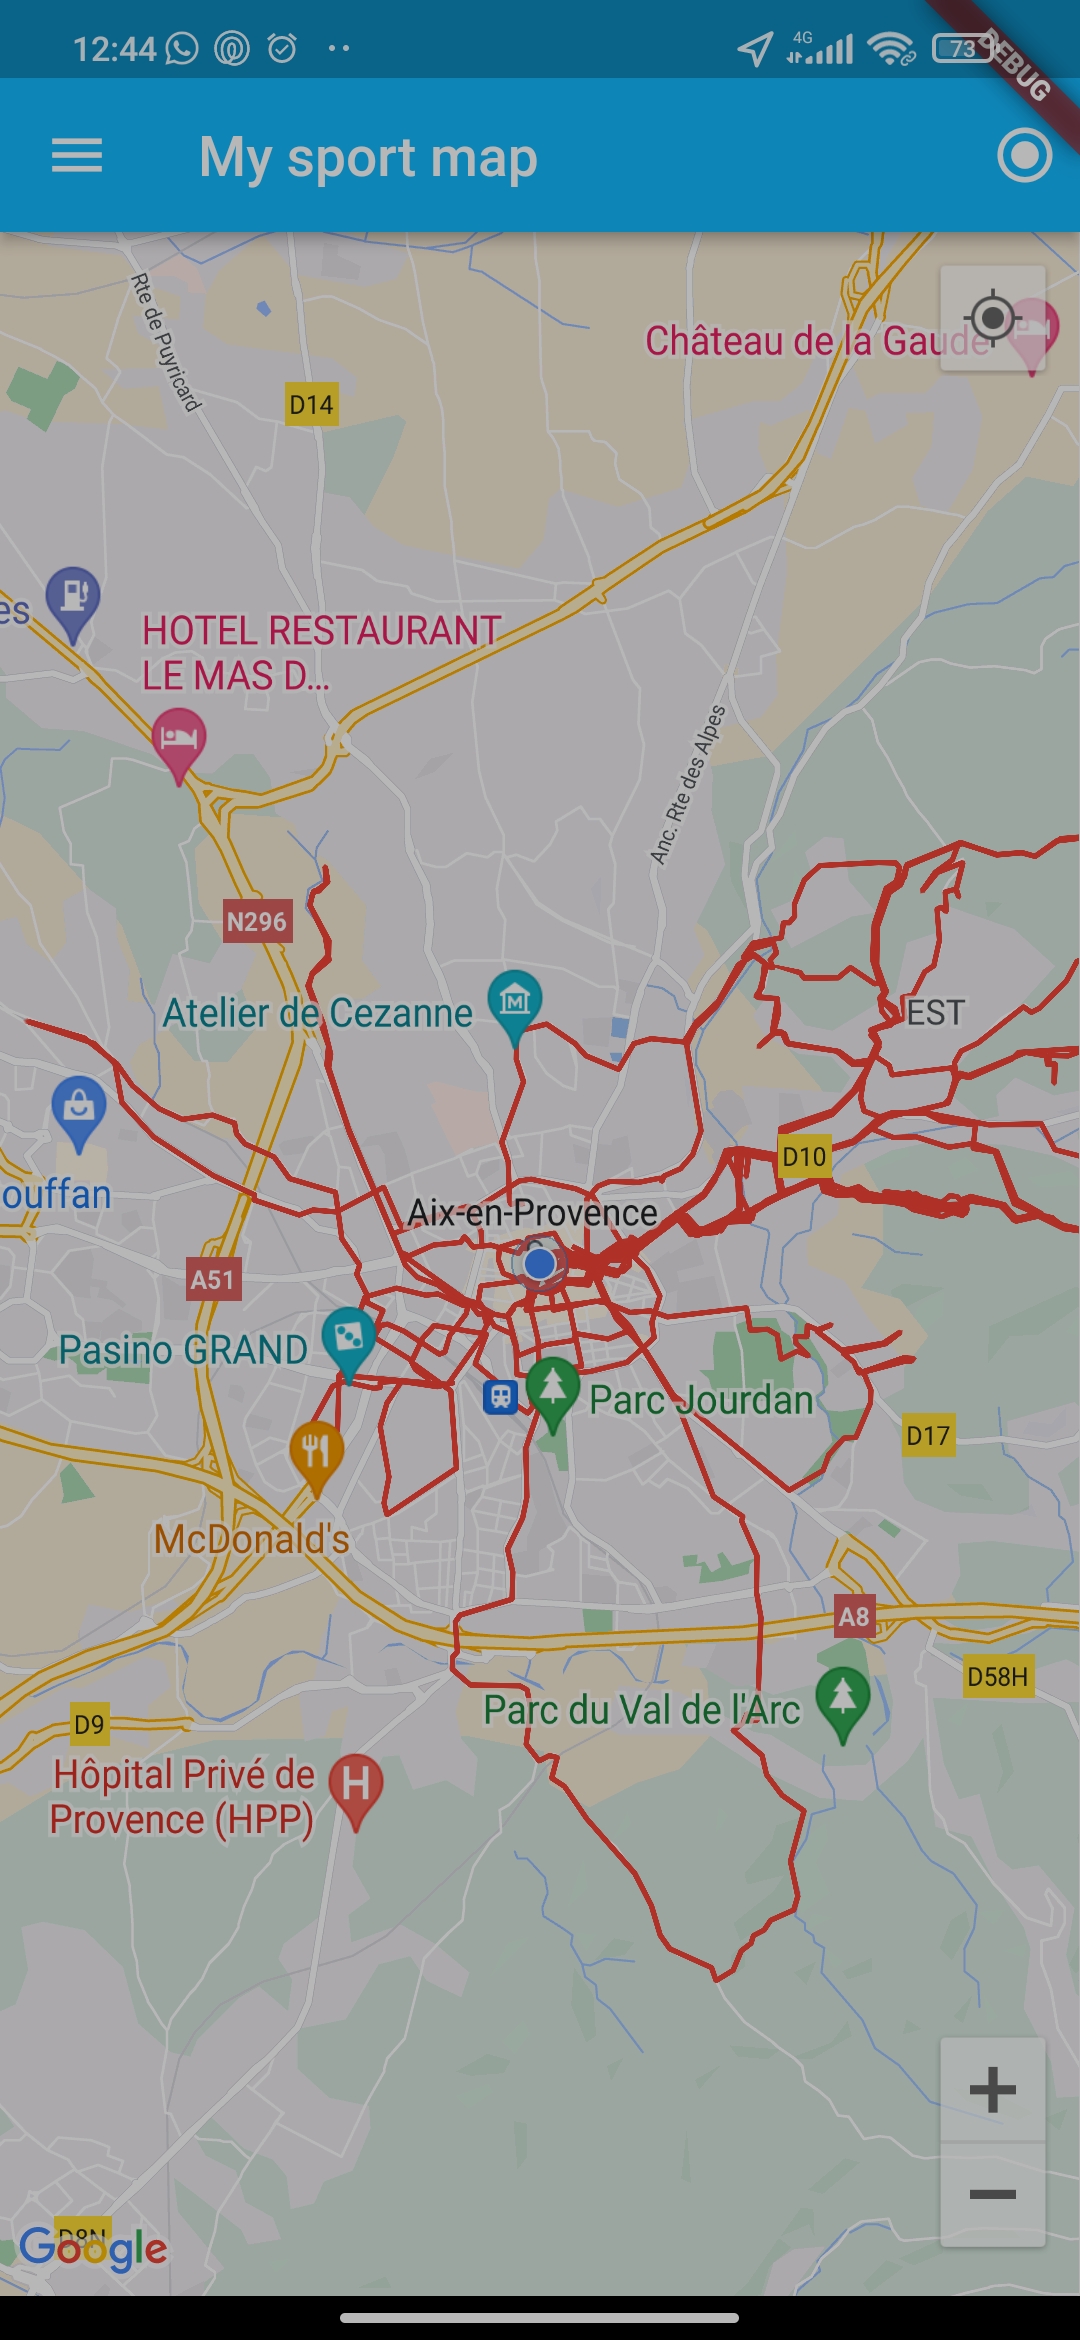 12:44
4G
73
DEBUG
My sport map
Rte de Puyricard
Château de la Gaude
D14
es
HOTEL RESTAURANT
LE MAS D...
Anc. Rte des Alpes
N296
Atelier de Cezanne
EST
ouffan
D10
Aix-en-Provence
A51
Pasino GRAND
Parc Jourdan
D17
McDonald's
A8
D58H
Parc du Val de l'Arc
D9
Hôpital Privé de
Provence (HPP)
H
D8N
Google